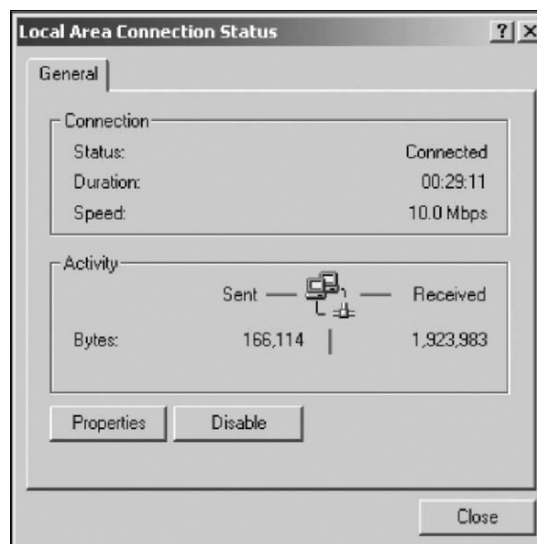 Local Area Connection Status
General
Connection
Status: Connected
Duration: 00:29:11
Speed: 10.0 Mbps
Activity
Sent Received
Bytes: 166,114 1,923,983
Properties Disable
Close